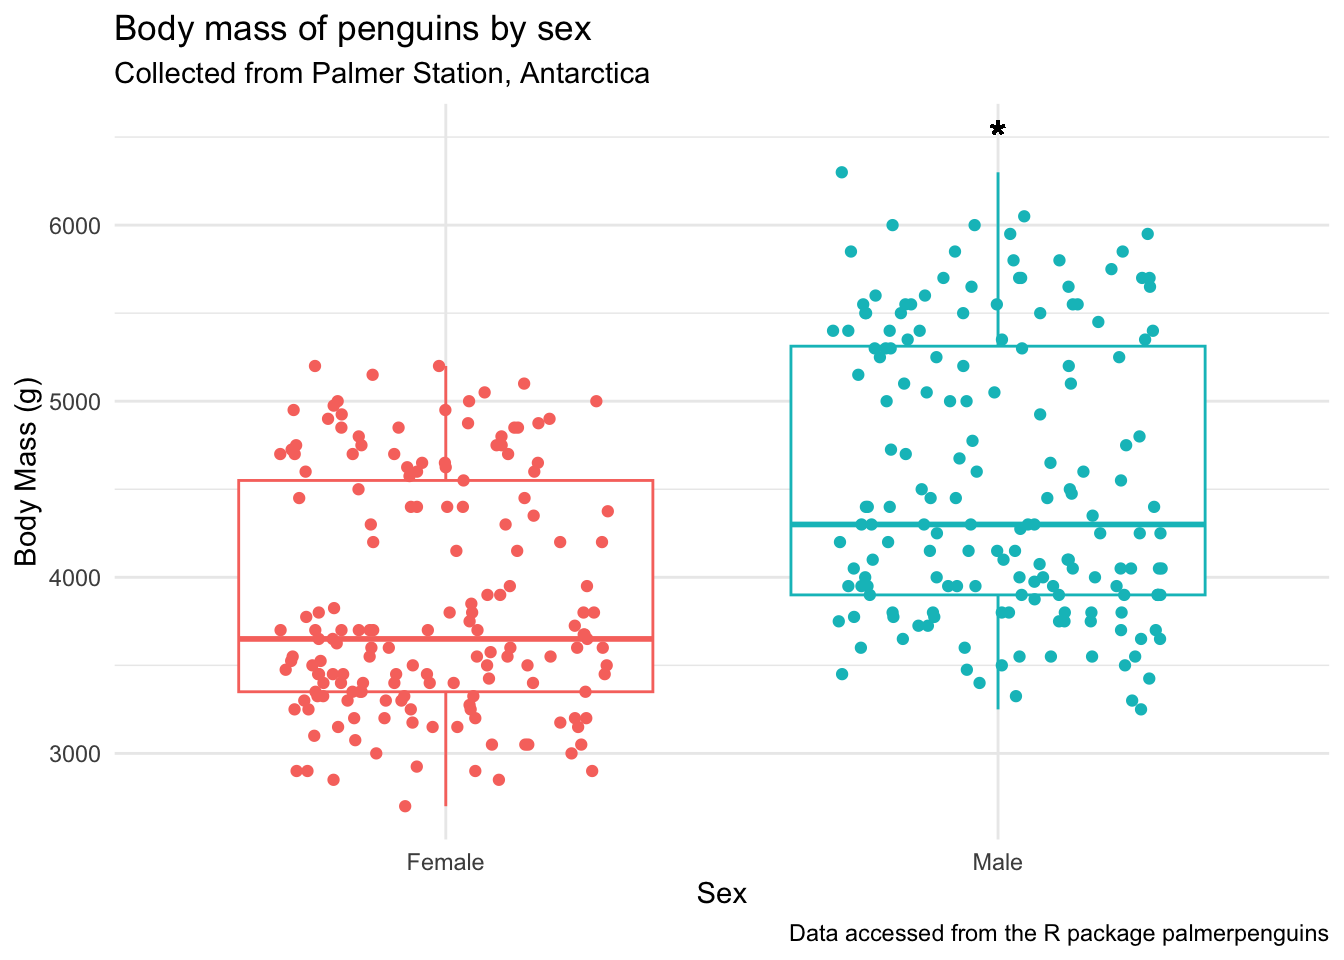 Body mass of penguins by sex
Collected from Palmer Station, Antarctica
*
6000
5000
4000
3000
Body Mass (g)
Female Male
Sex
Data accessed from the R package palmerpenguins